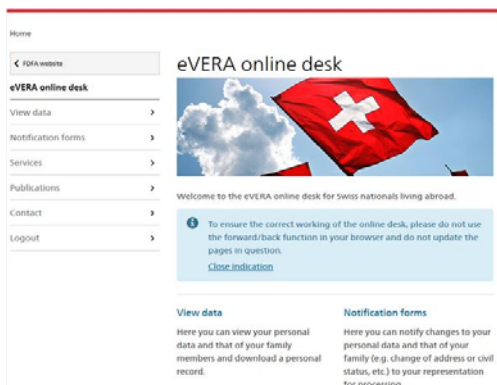 Home
FDFA website
eVERA online desk
View data
Notification forms
Services
Publications
Contact
Logout
eVERA online desk
Welcome to the eVERA online desk for Swiss nationals living abroad.
To ensure the correct working of the online desk, please do not use
the forward/back function in your browser and do not update the
pages in question.
Close indication
View data
Here you can view your personal
data and that of your family
members and download a personal
record.
Notification forms
Here you can notify changes to your
personal data and that of your
family (e.g. change of address or civil
status, etc.) to your representation
for processing.